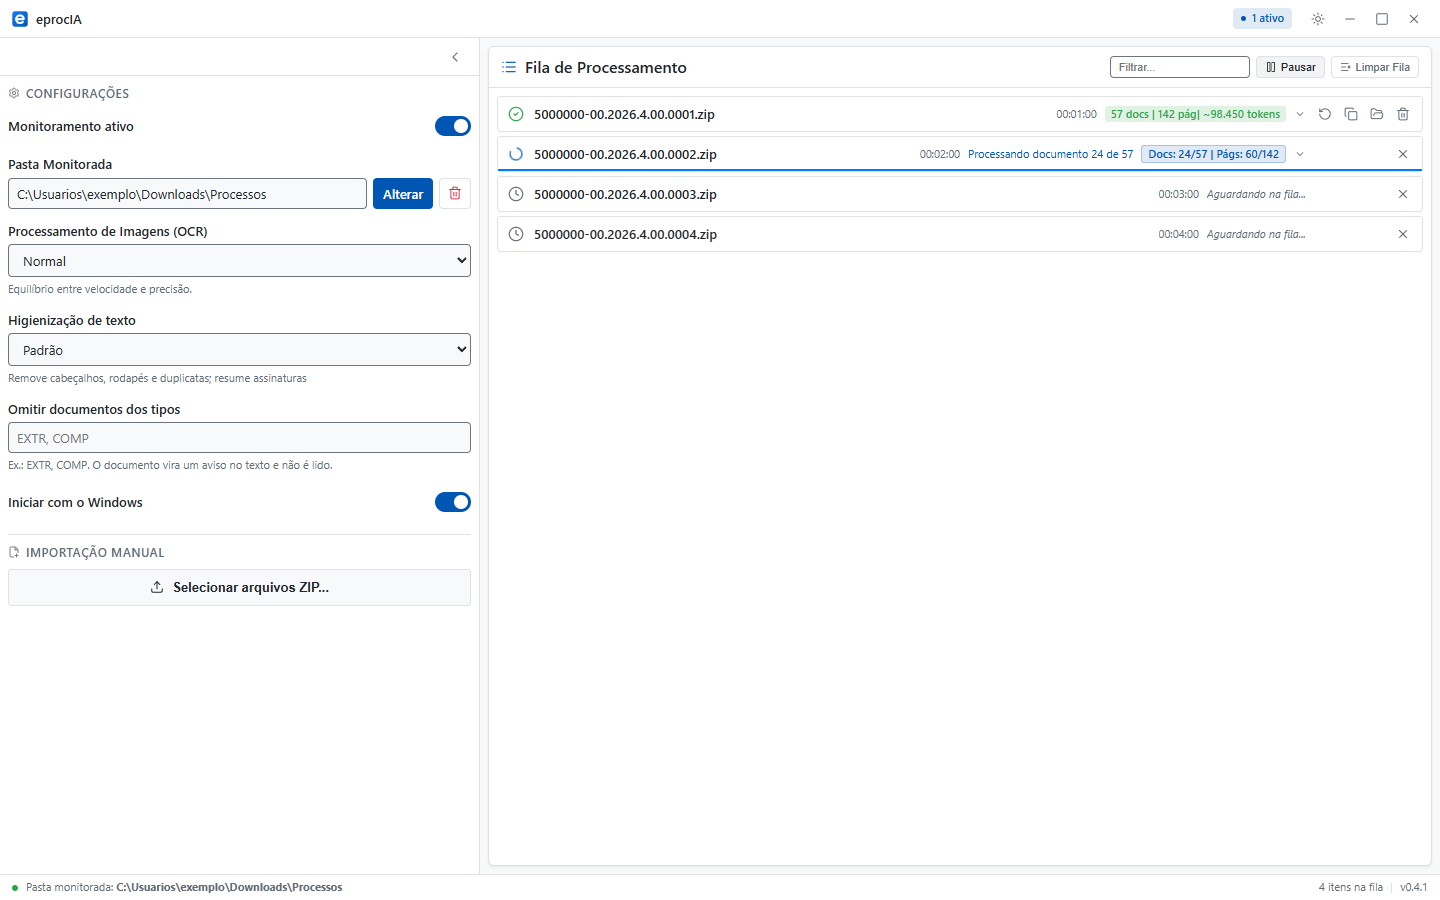 eprocIA
1 ativo
CONFIGURAÇÕES
Monitoramento ativo
Pasta Monitorada
C:\Usuarios\exemplo\Downloads\Processos
Alterar
Processamento de Imagens (OCR)
Normal
Equilíbrio entre velocidade e precisão.
Higienização de texto
Padrão
Remove cabeçalhos, rodapés e duplicatas; resume assinaturas
Omitir documentos dos tipos
EXTR, COMP
Ex.: EXTR, COMP. O documento vira um aviso no texto e não é lido.
Iniciar com o Windows
IMPORTAÇÃO MANUAL
Selecionar arquivos ZIP...
Fila de Processamento
Filtrar...
Pausar
Limpar Fila
5000000-00.2026.4.00.0001.zip 00:01:00 57 docs | 142 pág| ~98.450 tokens
5000000-00.2026.4.00.0002.zip 00:02:00 Processando documento 24 de 57 Docs: 24/57 | Págs: 60/142
5000000-00.2026.4.00.0003.zip 00:03:00 Aguardando na fila...
5000000-00.2026.4.00.0004.zip 00:04:00 Aguardando na fila...
Pasta monitorada: C:\Usuarios\exemplo\Downloads\Processos
4 itens na fila
v0.4.1